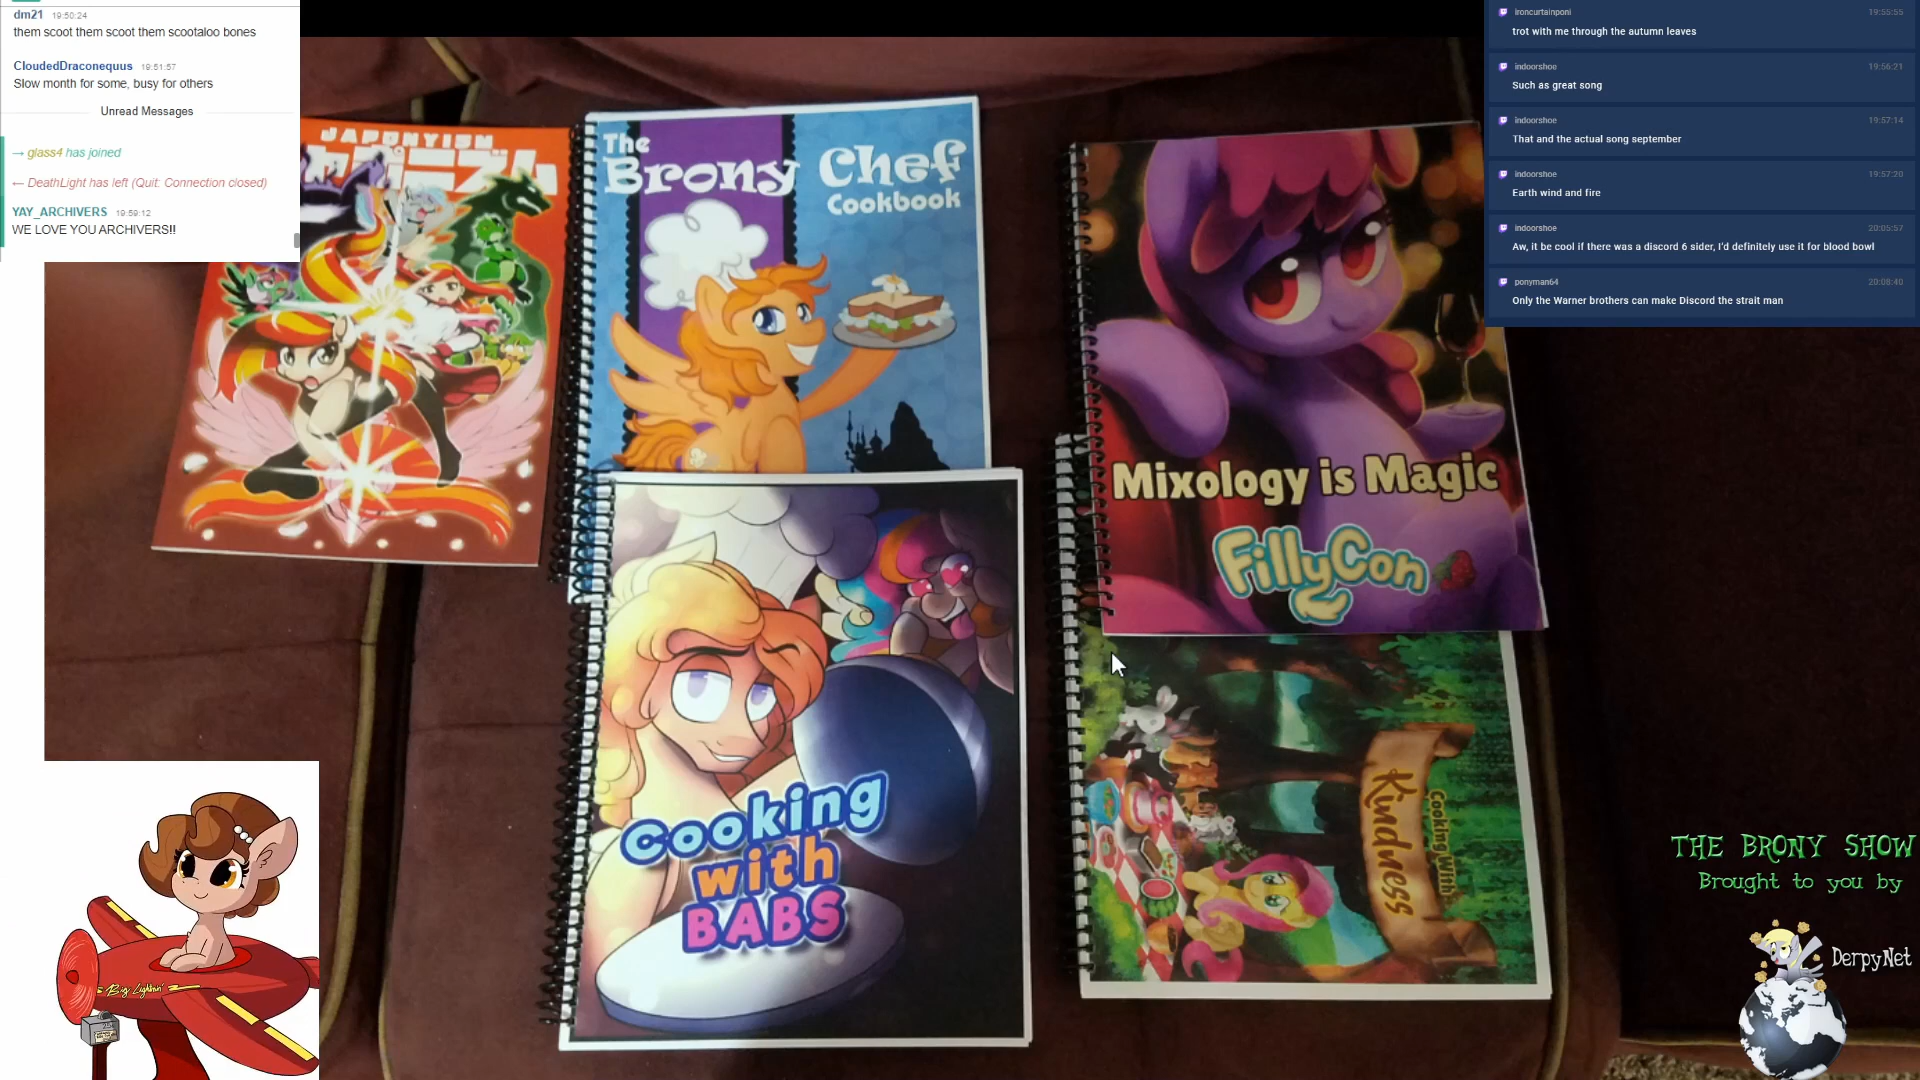 dm21 19:50:24
them scoot them scoot them scootaloo bones
CloudedDraconequus 19:51:57
Slow month for some, busy for others
Unread Messages
→ glass4 has joined
← DeathLight has left (Quit: Connection closed)
YAY_ARCHIVERS 19:59:12
WE LOVE YOU ARCHIVERS!!
JAPONYISM
The
Brony Chef
Cookbook
Cooking
with
BABS
Mixology is Magic
FillyCon
Cooking With
Kindness
ironcurtainponi 19:55:55
trot with me through the autumn leaves
indoorshoe 19:56:21
Such as great song
indoorshoe 19:57:14
That and the actual song september
indoorshoe 19:57:20
Earth wind and fire
indoorshoe 20:05:57
Aw, it be cool if there was a discord 6 sider, I'd definitely use it for blood bowl
ponyman64 20:08:40
Only the Warner brothers can make Discord the strait man
Big Lightnin'
THE BRONY SHOW
Brought to you by
DerpyNet